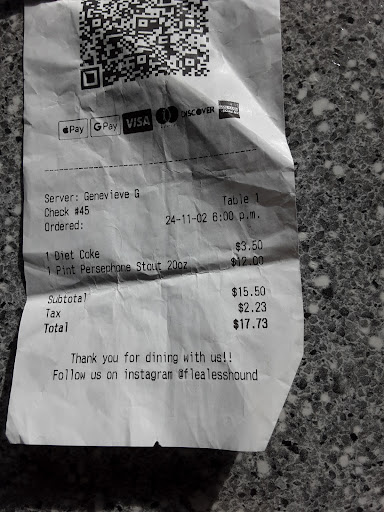 Pay
G Pay
VISA
DISCOVER
Server: Genevieve G
Table 1
Check #45
Ordered: 24-11-02 6:00 p.m.
1 Diet Coke $3.50
1 Pint Persephone Stout 20oz $12.00
Subtotal $15.50
Tax $2.23
Total $17.73
Thank you for dining with us!!
Follow us on instagram @flealesshound